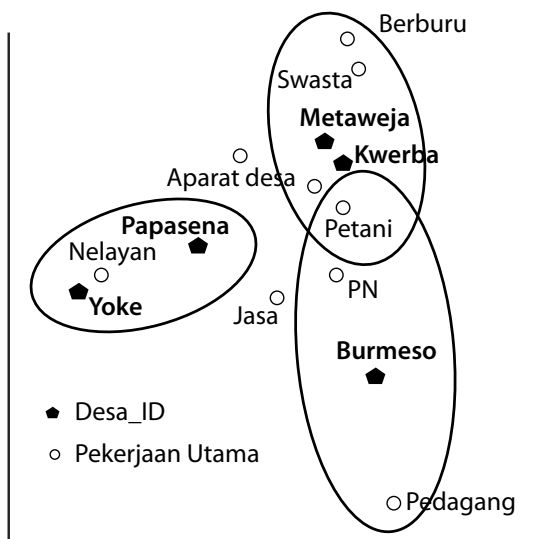 Berburu
Swasta
Metaweja
Kwerba
Aparat desa
Petani
Papasena
Nelayan
Yoke
PN
Jasa
Burmeso
Desa_ID
Pekerjaan Utama
Pedagang